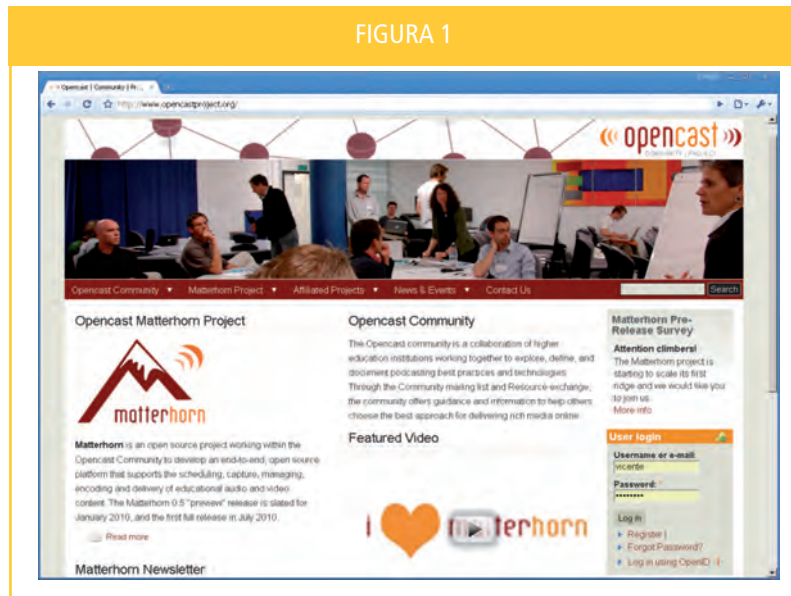 FIGURA 1
Opencast | Community | Pr...
http://www.opencastproject.org/
opencast
COMMUNITY PROJECT
Opencast Community
Matterhorn Project
Affiliated Projects
News & Events
Contact Us
Search
Opencast Matterhorn Project
matterhorn
Matterhorn is an open source project working within the
Opencast Community to develop an end-to-end, open source
platform that supports the scheduling, capture, managing,
encoding and delivery of educational audio and video
content. The Matterhorn 0.5 "preview" release is slated for
January 2010, and the first full release in July 2010.
Read more
Matterhorn Newsletter
Opencast Community
The Opencast community is a collaboration of higher
education institutions working together to explore, define, and
document podcasting best practices and technologies.
Through the Community mailing list and Resource exchange,
the community offers guidance and information to help others
choose the best approach for delivering rich media online.
Featured Video
I matterhorn
Matterhorn Pre-
Release Survey
Attention climbers!
The Matterhorn project is
starting to scale its first
ridge and we would like you
to join us.
More info
User login
Username or e-mail:
vicente
Password: *
********
Log in
Register |
Forgot Password?
Log in using OpenID |